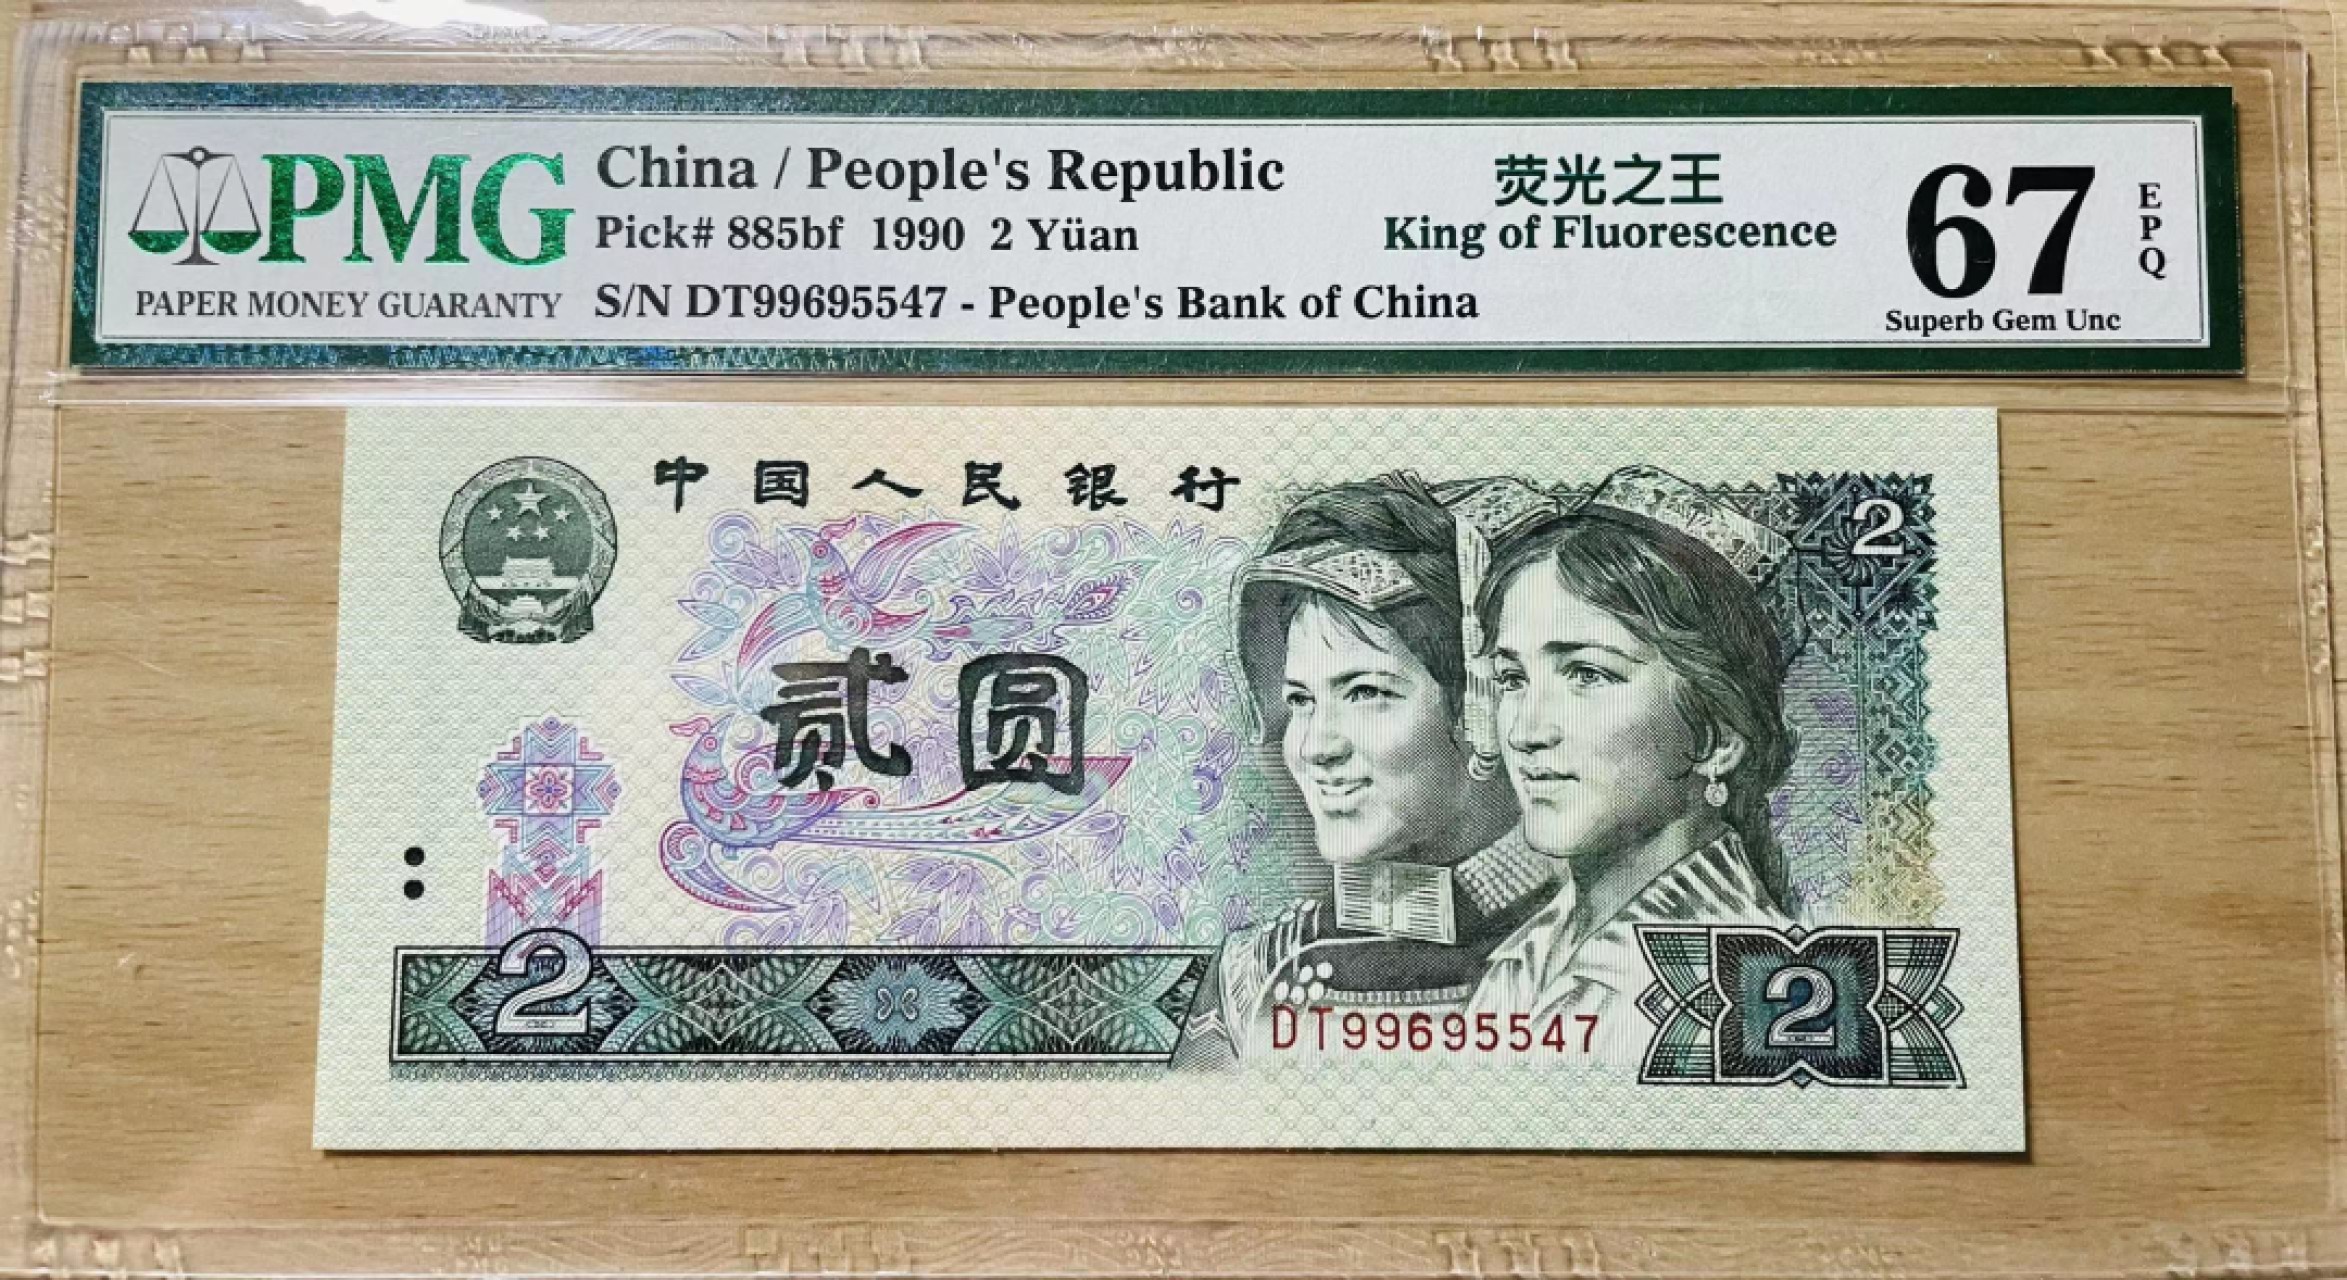 PMG
PAPER MONEY GUARANTY
China / People's Republic
Pick# 885bf 1990 2 Yüan
S/N DT99695547 - People's Bank of China
荧光之王
King of Fluorescence
67
EPQ
Superb Gem Unc
中国人民银行
2
贰圆
2
DT99695547
2